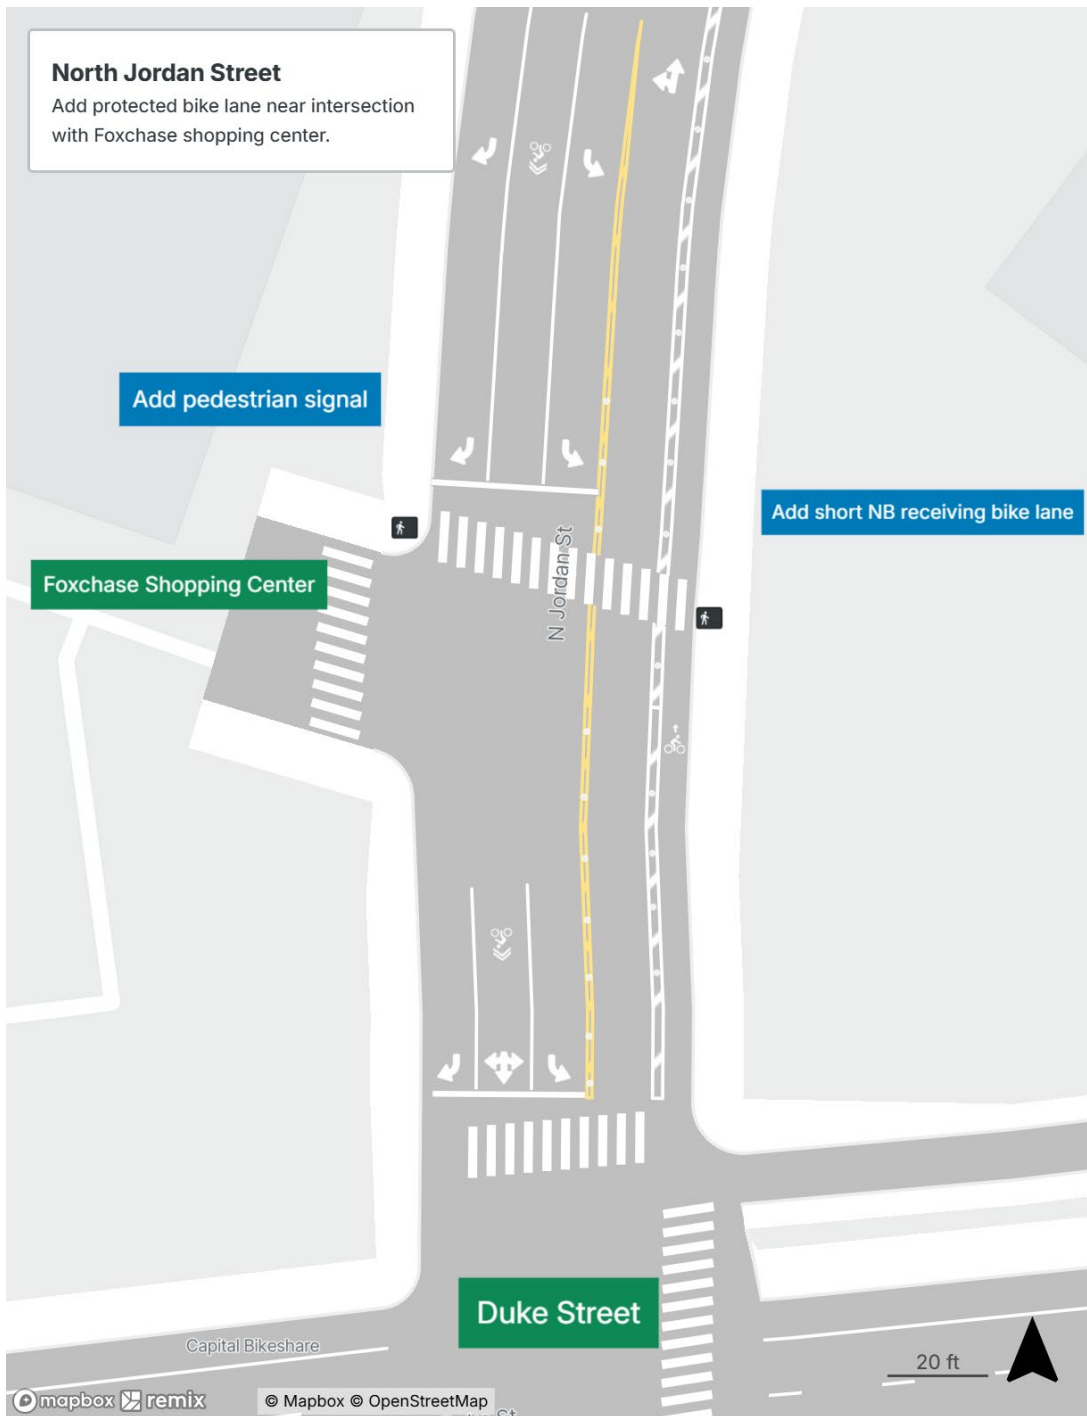 North Jordan Street
Add protected bike lane near intersection
with Foxchase shopping center.
Add pedestrian signal
Add short NB receiving bike lane
Foxchase Shopping Center
N Jordan St
Duke Street
Capital Bikeshare
20 ft
mapbox remix
© Mapbox © OpenStreetMap
St